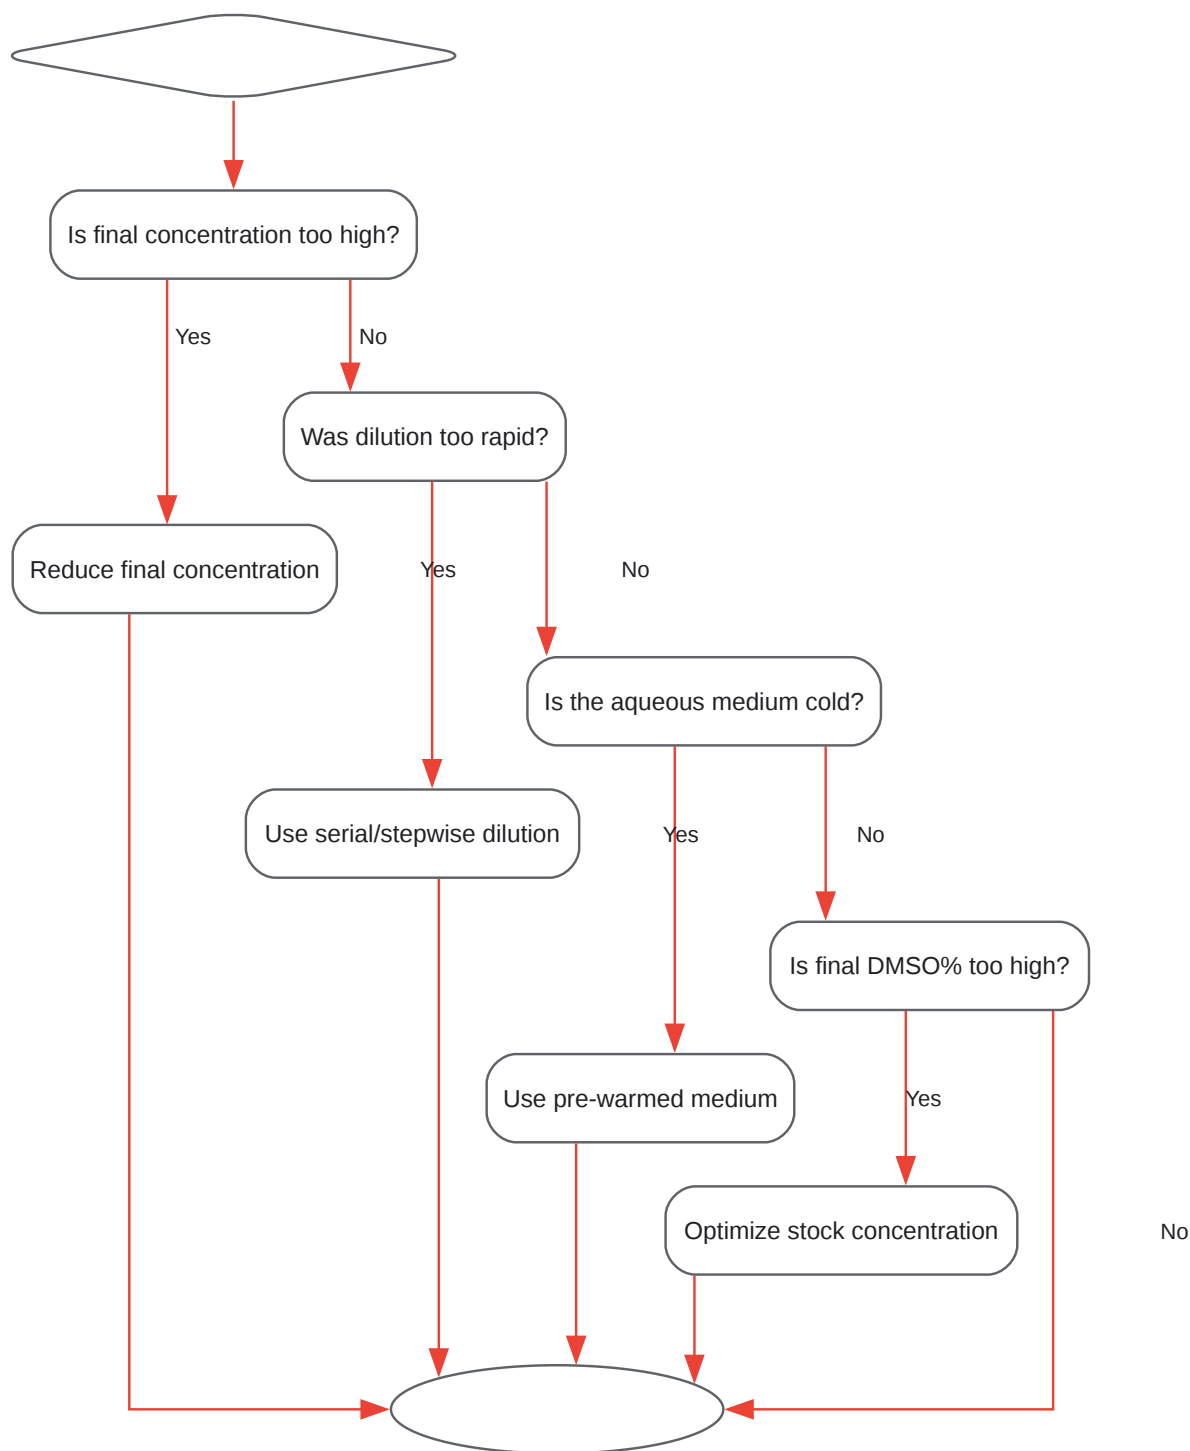 Is final concentration too high?
Yes
No
Was dilution too rapid?
Reduce final concentration
Yes
No
Is the aqueous medium cold?
Use serial/stepwise dilution
Yes
No
Is final DMSO% too high?
Use pre-warmed medium
Yes
Optimize stock concentration
No